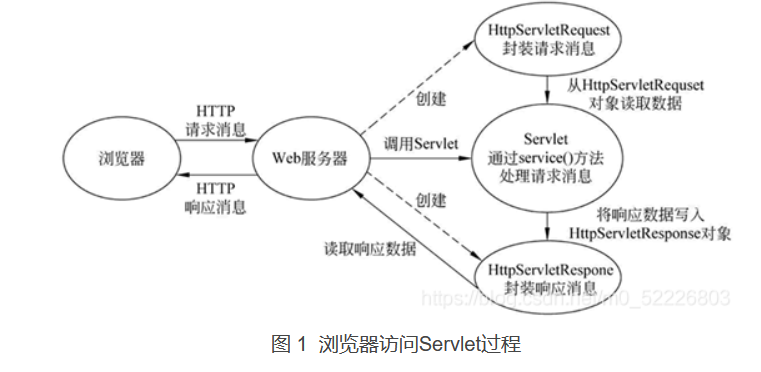 HttpServletRequest
封装请求消息
从HttpServletRequset
对象读取数据
创建
HTTP
请求消息
浏览器
HTTP
响应消息
Web服务器
调用Servlet
Servlet
通过service()方法
处理请求消息
创建
读取响应数据
将响应数据写入
HttpServletResponse对象
HttpServletRespone
封装响应消息
https://blog.csdn.net/m0_52226803
图 1 浏览器访问Servlet过程